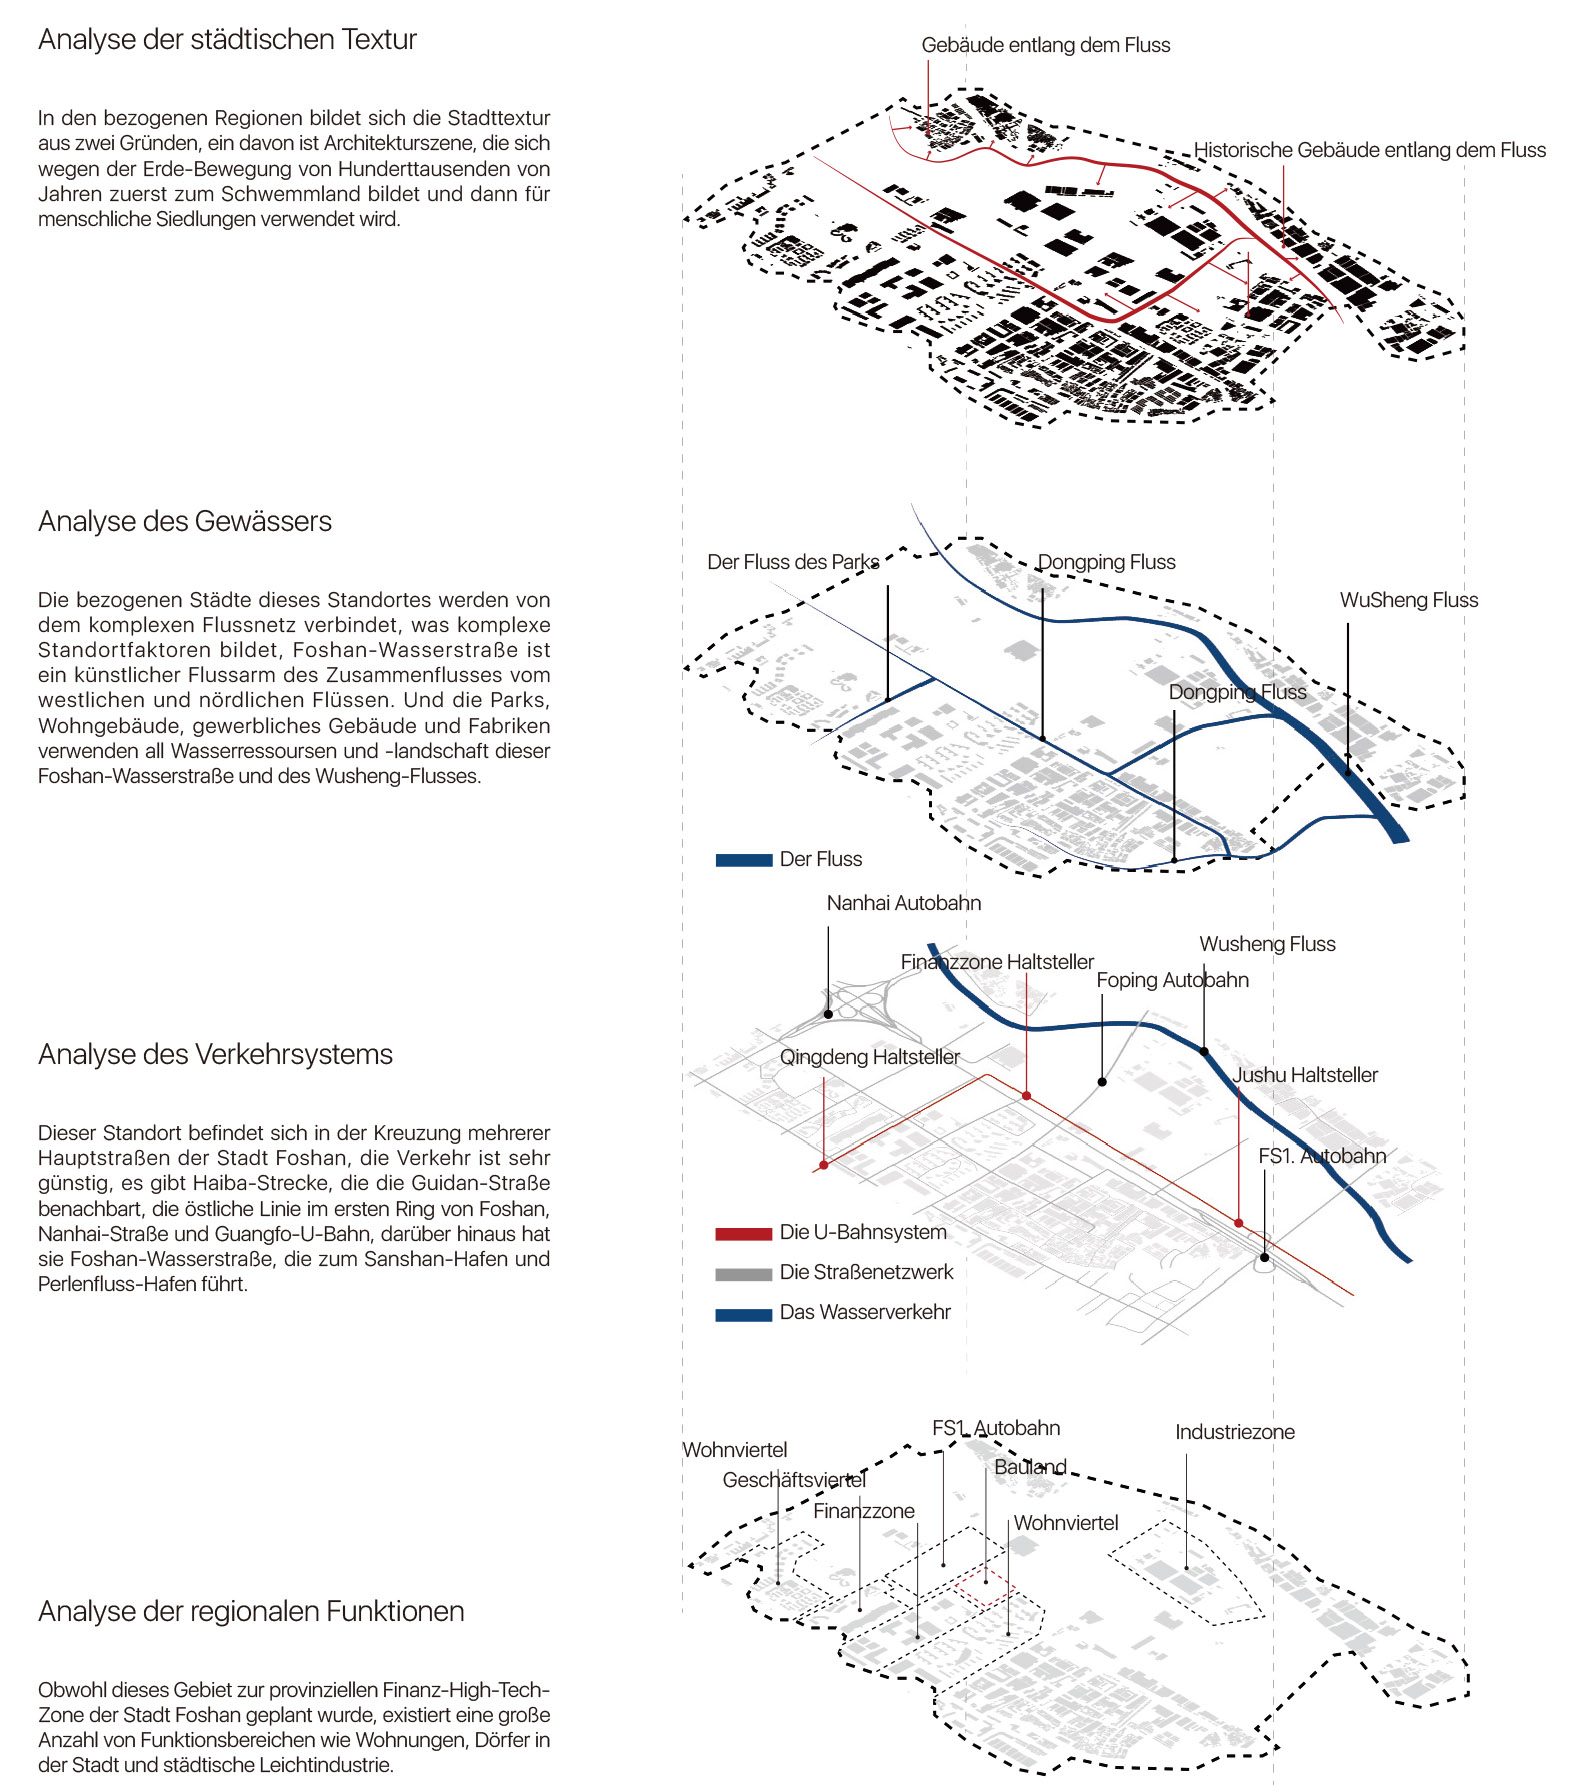 Analyse der städtischen Textur
In den bezogenen Regionen bildet sich die Stadttextur
aus zwei Gründen, ein davon ist Architekturszene, die sich
wegen der Erde-Bewegung von Hunderttausenden von
Jahren zuerst zum Schwemmland bildet und dann für
menschliche Siedlungen verwendet wird.
Gebäude entlang dem Fluss
Historische Gebäude entlang dem Fluss
Analyse des Gewässers
Die bezogenen Städte dieses Standortes werden von
dem komplexen Flussnetz verbindet, was komplexe
Standortfaktoren bildet, Foshan-Wasserstraße ist
ein künstlicher Flussarm des Zusammenflusses vom
westlichen und nördlichen Flüssen. Und die Parks,
Wohngebäude, gewerbliches Gebäude und Fabriken
verwenden all Wasserressoursen und -landschaft dieser
Foshan-Wasserstraße und des Wusheng-Flusses.
Der Fluss des Parks
Dongping Fluss
WuSheng Fluss
Dongping Fluss
Der Fluss
Analyse des Verkehrsystems
Dieser Standort befindet sich in der Kreuzung mehrerer
Hauptstraßen der Stadt Foshan, die Verkehr ist sehr
günstig, es gibt Haiba-Strecke, die die Guidan-Straße
benachbart, die östliche Linie im ersten Ring von Foshan,
Nanhai-Straße und Guangfo-U-Bahn, darüber hinaus hat
sie Foshan-Wasserstraße, die zum Sanshan-Hafen und
Perlenfluss-Hafen führt.
Nanhai Autobahn
Wusheng Fluss
Finanzzone Haltsteller
Foping Autobahn
Qingdeng Haltsteller
Jushu Haltsteller
FS1. Autobahn
Die U-Bahnsystem
Die Straßenetzwerk
Das Wasserverkehr
Analyse der regionalen Funktionen
Obwohl dieses Gebiet zur provinziellen Finanz-High-Tech-
Zone der Stadt Foshan geplant wurde, existiert eine große
Anzahl von Funktionsbereichen wie Wohnungen, Dörfer in
der Stadt und städtische Leichtindustrie.
FS1. Autobahn
Industriezone
Wohnviertel
Bauland
Geschäftsviertel
Finanzzone
Wohnviertel